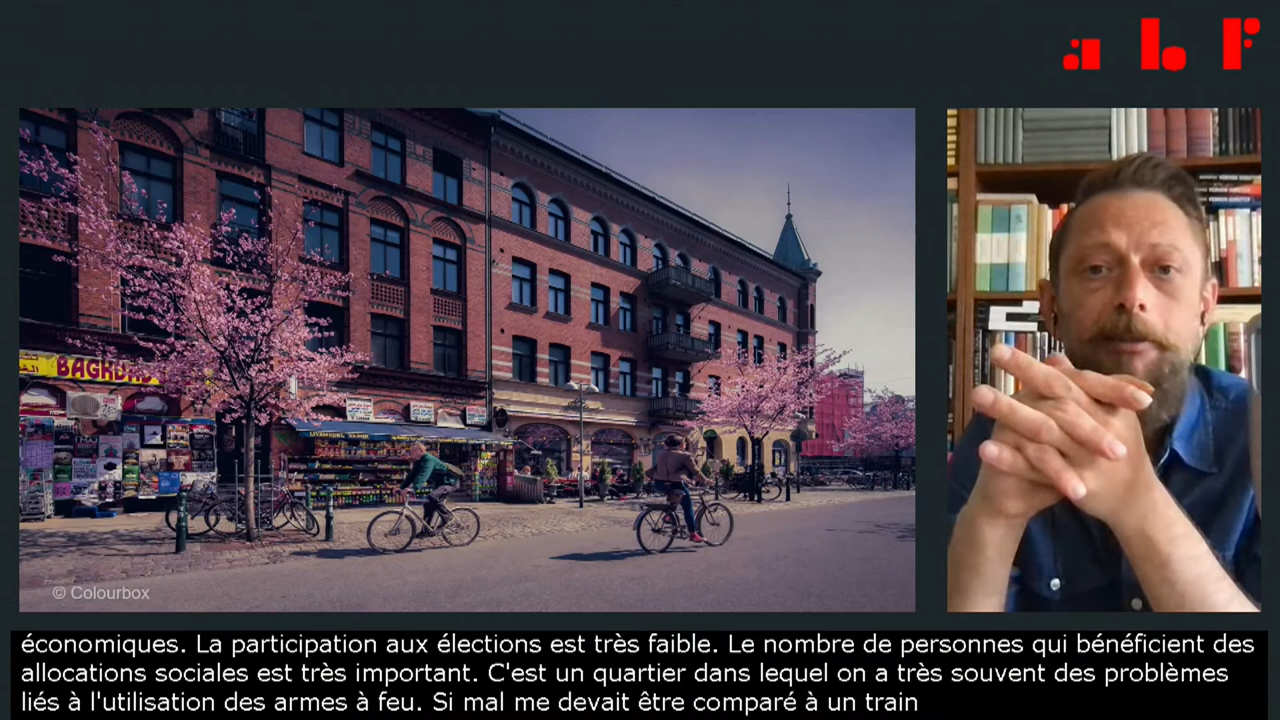 abf
BAGHDAD
LIVSMEDEL
© Colourbox
économiques. La participation aux élections est très faible. Le nombre de personnes qui bénéficient des
allocations sociales est très important. C'est un quartier dans lequel on a très souvent des problèmes
liés à l'utilisation des armes à feu. Si mal me devait être comparé à un train